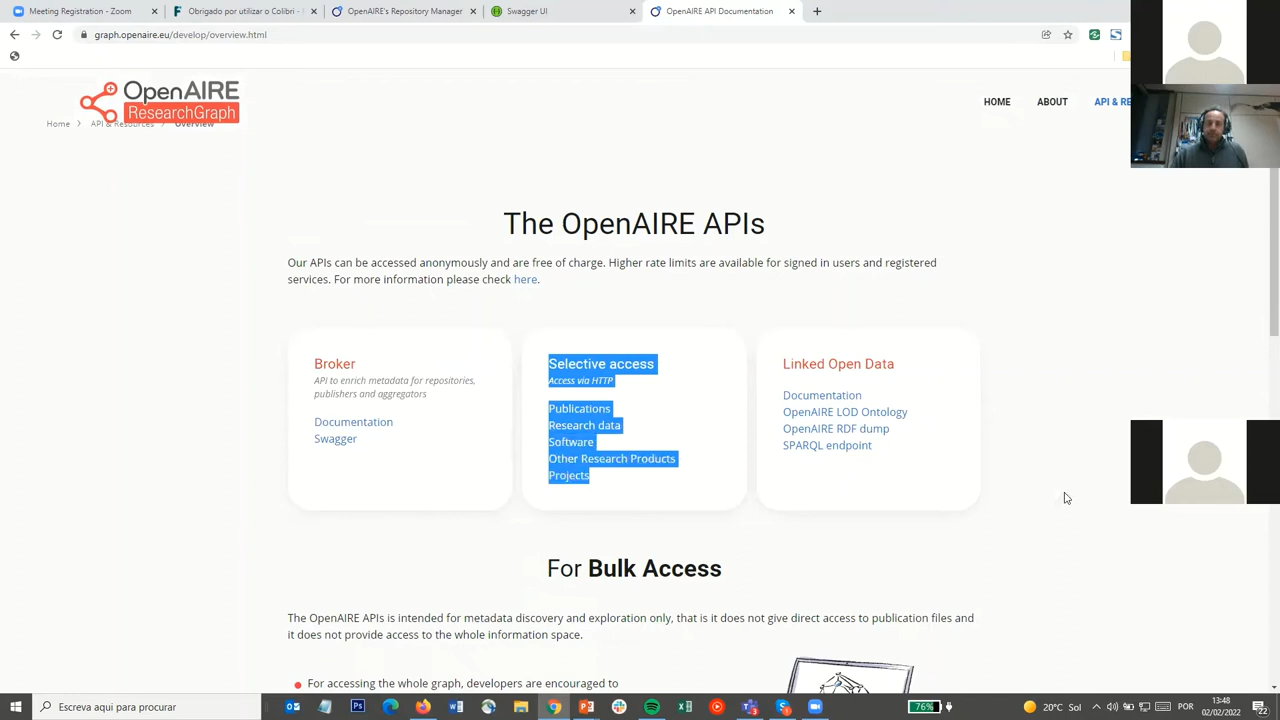 Meeting Registration - Zoom
Obrigado por utilizar o Colibri -
OpenAIRE's Repository Manager
Swagger UI
OpenAIRE API Documentation
graph.openaire.eu/develop/overview.html
OpenAIRE
ResearchGraph
HOME
ABOUT
API & RE
Home
API & Resources
Overview
The OpenAIRE APIs
Our APIs can be accessed anonymously and are free of charge. Higher rate limits are available for signed in users and registered
services. For more information please check here.
Broker
API to enrich metadata for repositories,
publishers and aggregators
Documentation
Swagger
Selective access
Access via HTTP
Publications
Research data
Software
Other Research Products
Projects
Linked Open Data
Documentation
OpenAIRE LOD Ontology
OpenAIRE RDF dump
SPARQL endpoint
For Bulk Access
The OpenAIRE APIs is intended for metadata discovery and exploration only, that is it does not give direct access to publication files and
it does not provide access to the whole information space.
For accessing the whole graph, developers are encouraged to
Escreva aqui para procurar
76%
20°C Sol
POR
13:48
02/02/2022
22